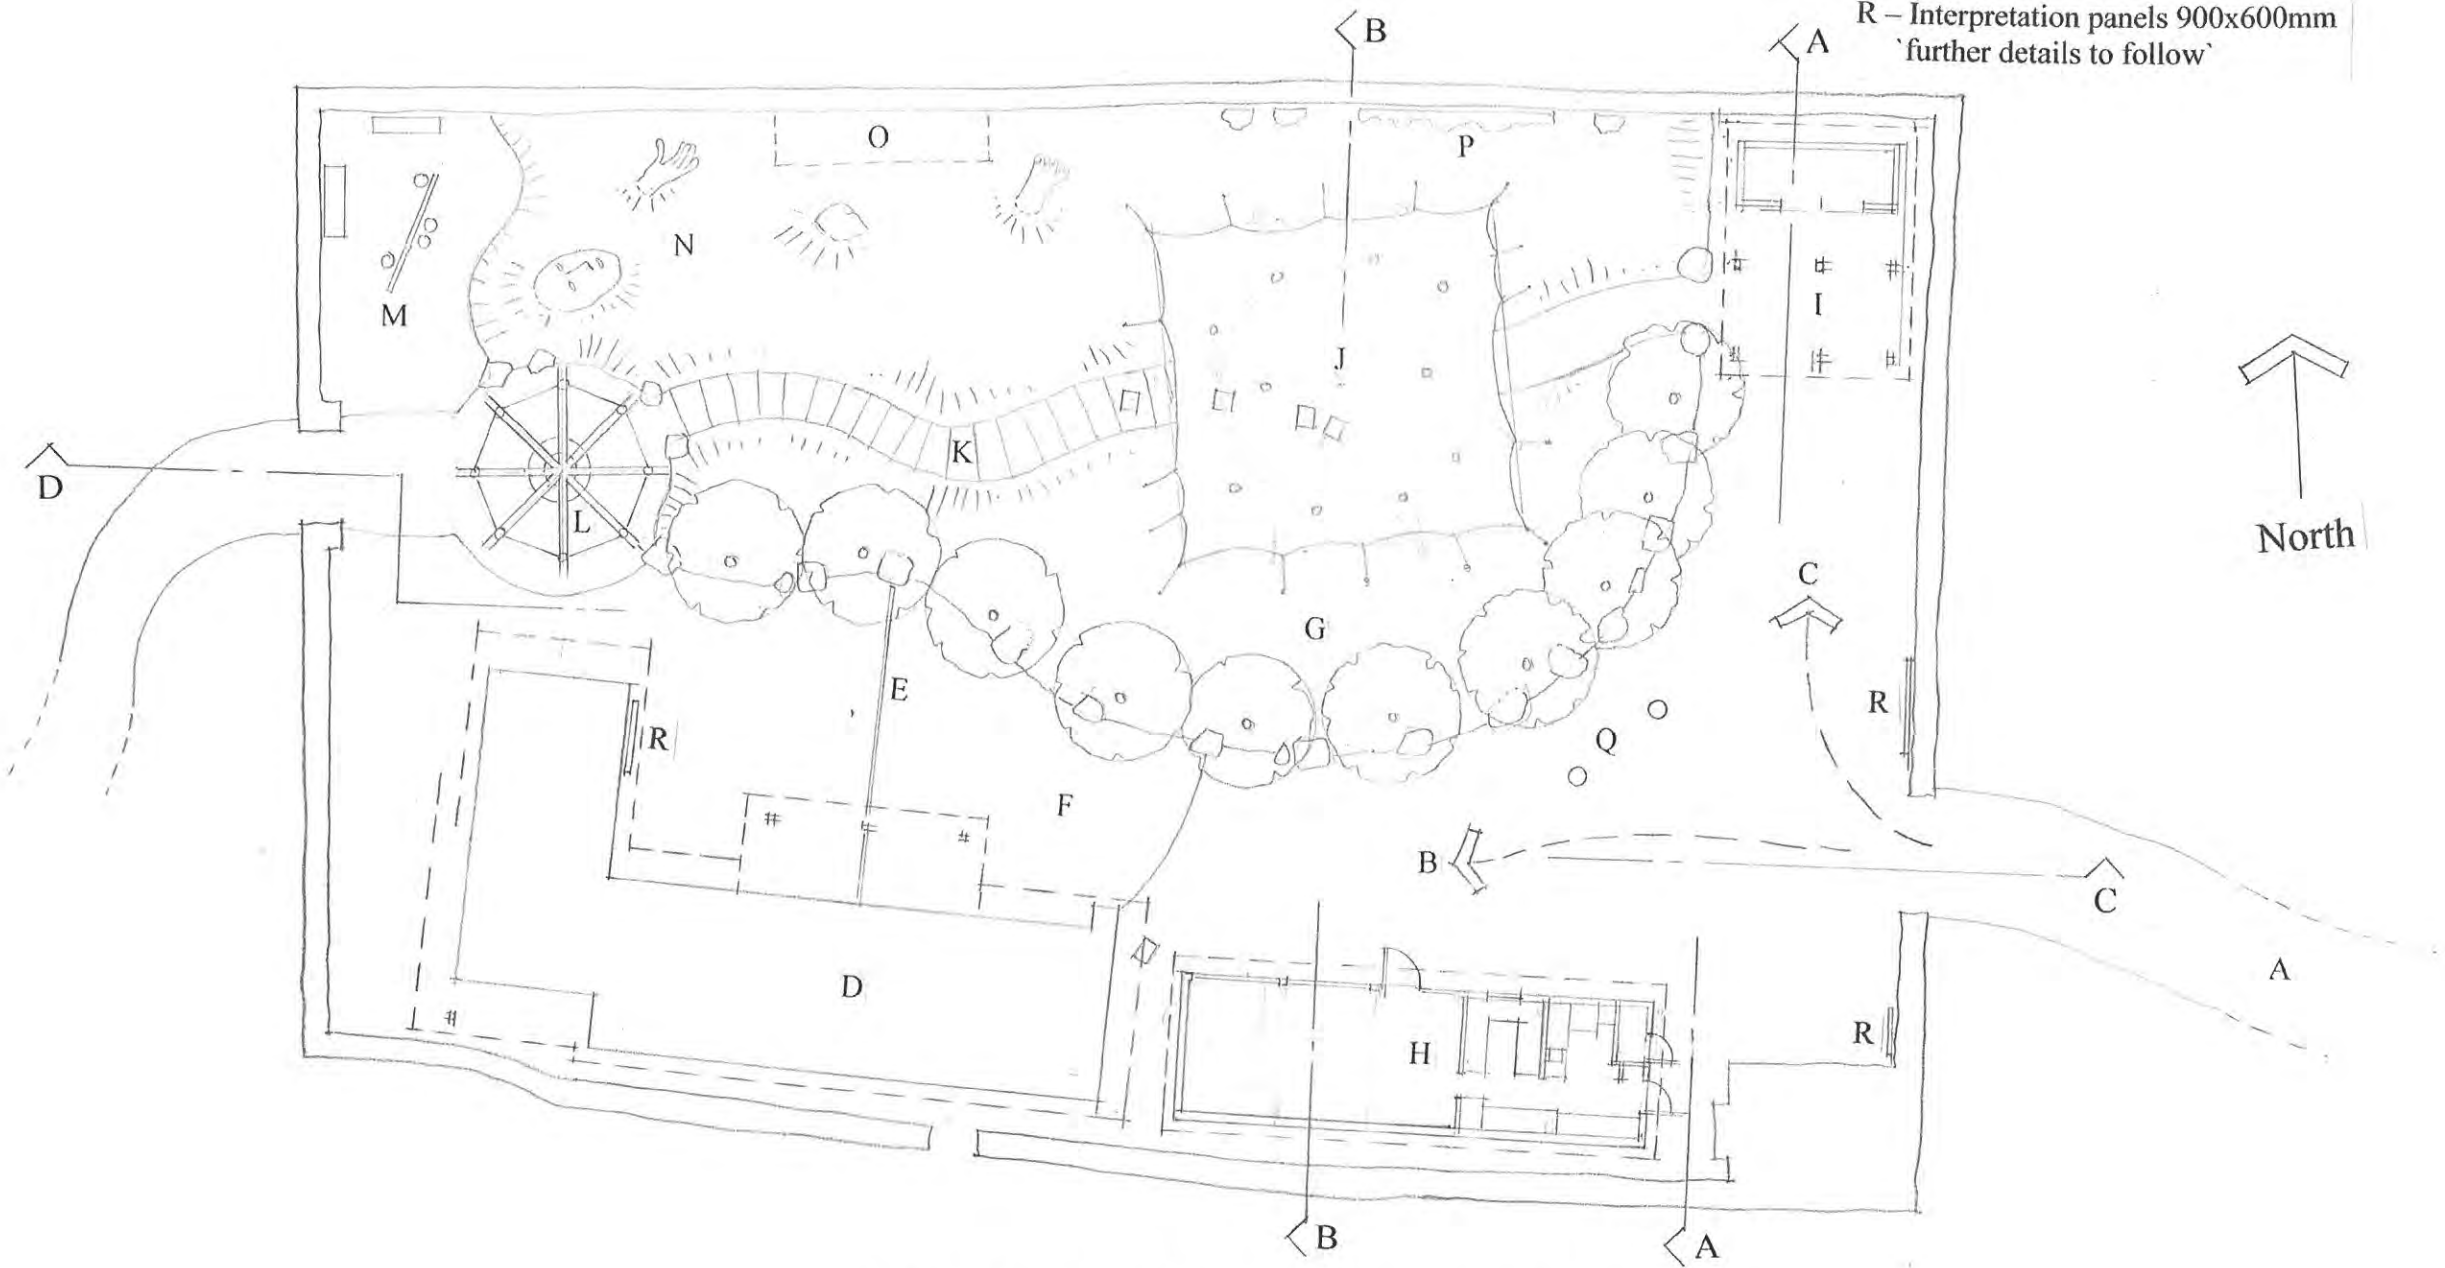 B
A
R – Interpretation panels 900x600mm
`further details to follow`
O
P
N
M
I
J
K
D
L
North
C
G
E
R
R
Q
F
B
C
A
D
H
R
B
A